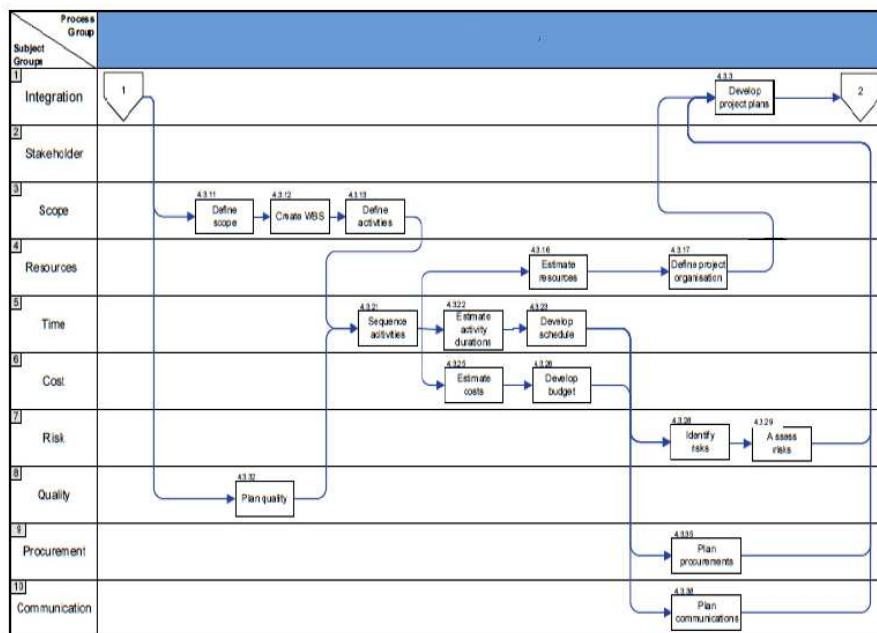 Process
Group
Subject
Groups
1
Integration
1
4.3.3
Develop
project plans
2
2
Stakeholder
3
Scope
4.3.11
Define
scope
4.3.12
Create WBS
4.3.13
Define
activities
4
Resources
4.3.16
Estimate
resources
4.3.17
Define project
organisation
5
Time
4.3.21
Sequence
activities
4.3.22
Estimate
activity
durations
4.3.23
Develop
schedule
6
Cost
4.3.25
Estimate
costs
4.3.26
Develop
budget
7
Risk
4.3.28
Identify
risks
4.3.29
Assess
risks
8
Quality
4.3.32
Plan quality
9
Procurement
4.3.35
Plan
procurements
10
Communication
4.3.38
Plan
communications